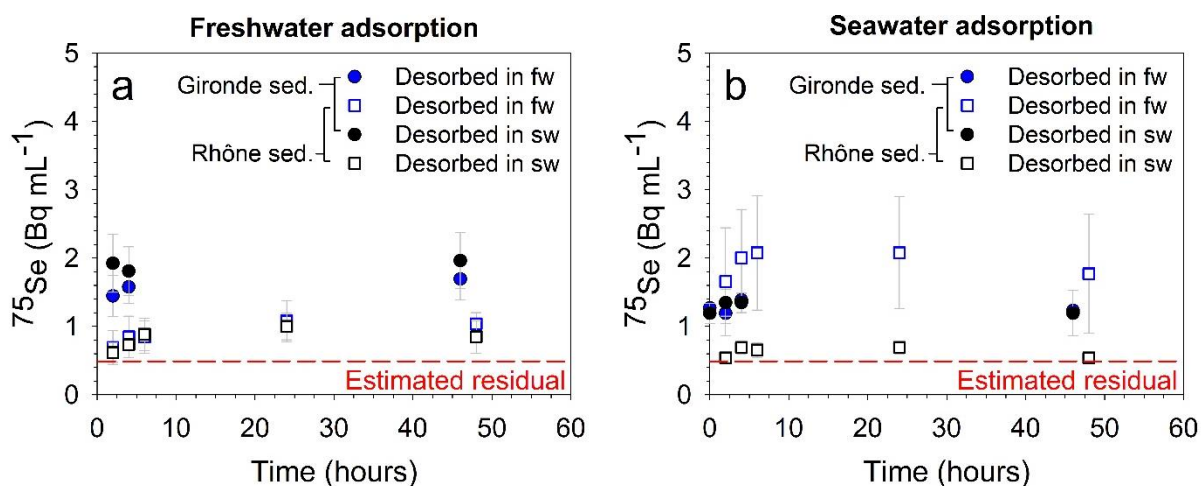 Freshwater adsorption
a
Gironde sed.
Rhône sed.
Desorbed in fw
Desorbed in fw
Desorbed in sw
Desorbed in sw
75Se (Bq mL-1)
5
4
3
2
1
0
Estimated residual
0 10 20 30 40 50 60
Time (hours)
Seawater adsorption
b
Gironde sed.
Rhône sed.
Desorbed in fw
Desorbed in fw
Desorbed in sw
Desorbed in sw
75Se (Bq mL-1)
5
4
3
2
1
0
Estimated residual
0 10 20 30 40 50 60
Time (hours)